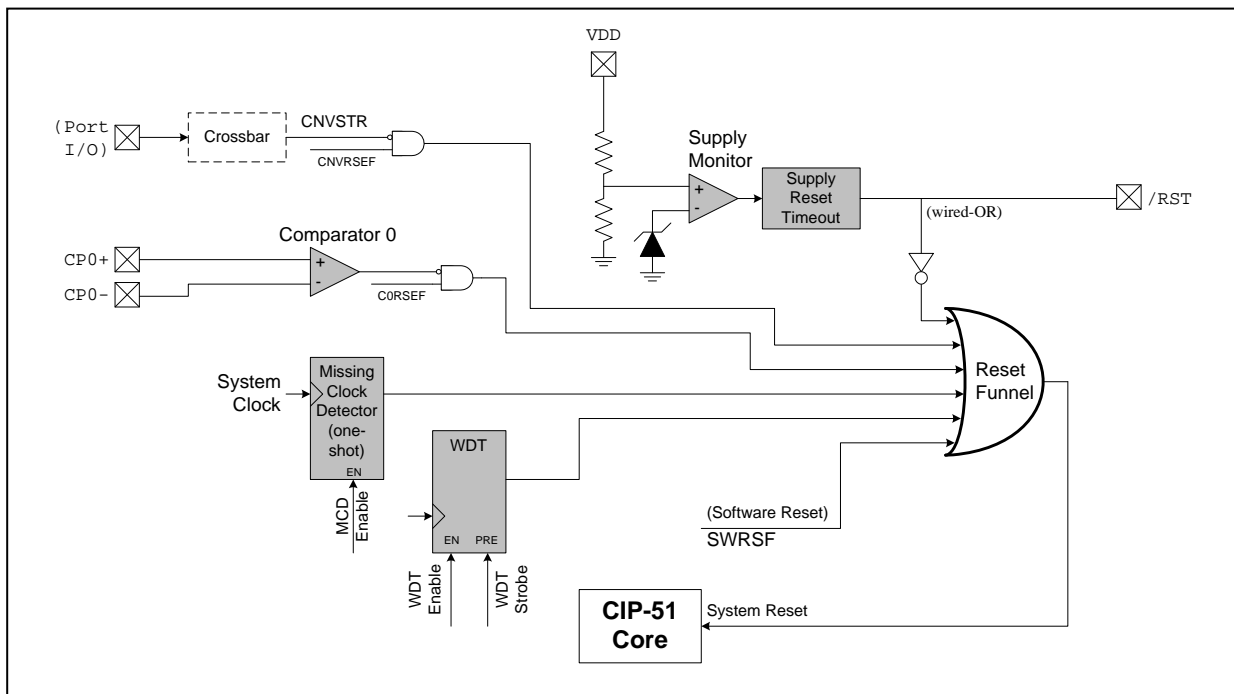 VDD
(Port
I/O)
Crossbar
CNVSTR
CNVRSEF
Supply
Monitor
+
-
Supply
Reset
Timeout
(wired-OR)
/RST
Comparator 0
CP0+
CP0-
+
-
C0RSEF
Reset
Funnel
System
Clock
Missing
Clock
Detector
(one-
shot)
EN
MCD
Enable
WDT
EN
PRE
WDT
Enable
WDT
Strobe
(Software Reset)
SWRSF
CIP-51
Core
System Reset